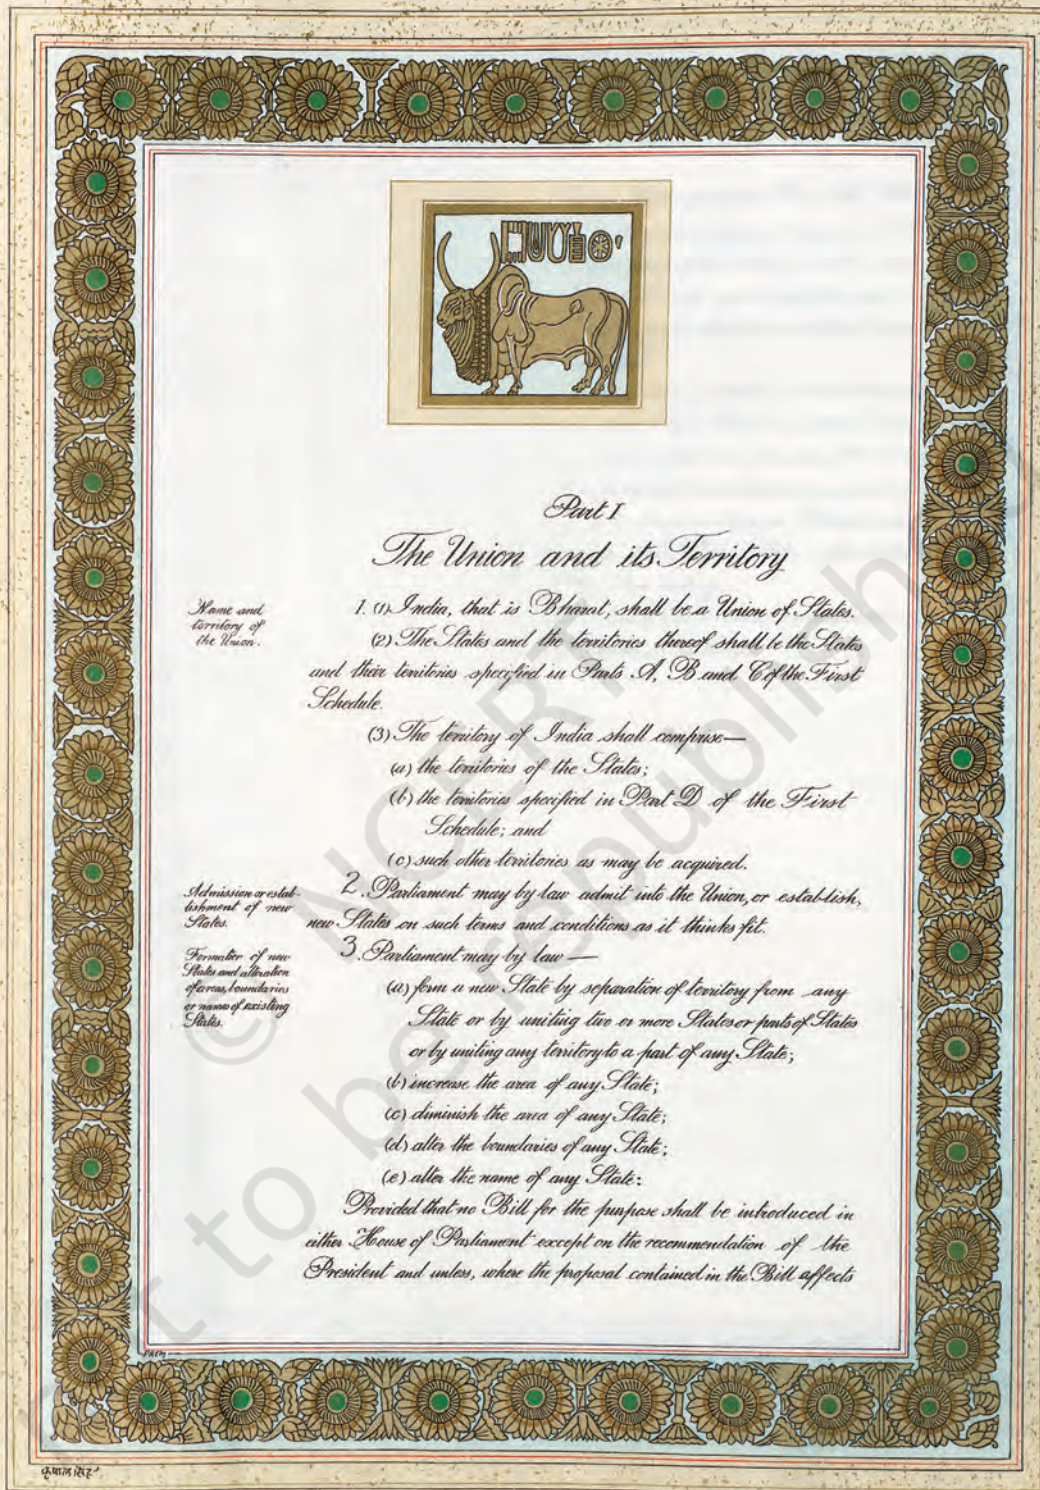 Part I
The Union and its Territory
Name and
territory of
the Union.
1. (1) India, that is Bharat, shall be a Union of States.
(2) The States and the territories thereof shall be the States
and their territories specified in Parts A, B and C of the First
Schedule.
(3) The territory of India shall comprise—
(a) the territories of the States;
(b) the territories specified in Part D of the First
Schedule; and
(c) such other territories as may be acquired.
Admission or estab-
lishment of new
States.
2. Parliament may by law admit into the Union, or establish,
new States on such terms and conditions as it thinks fit.
Formation of new
States and alteration
of areas, boundaries
or names of existing
States.
3. Parliament may by law —
(a) form a new State by separation of territory from any
State or by uniting two or more States or parts of States
or by uniting any territory to a part of any State;
(b) increase the area of any State;
(c) diminish the area of any State;
(d) alter the boundaries of any State;
(e) alter the name of any State:
Provided that no Bill for the purpose shall be introduced in
either House of Parliament except on the recommendation of the
President and unless, where the proposal contained in the Bill affects
कृपाल सिंह
© NCERT
not to be republished